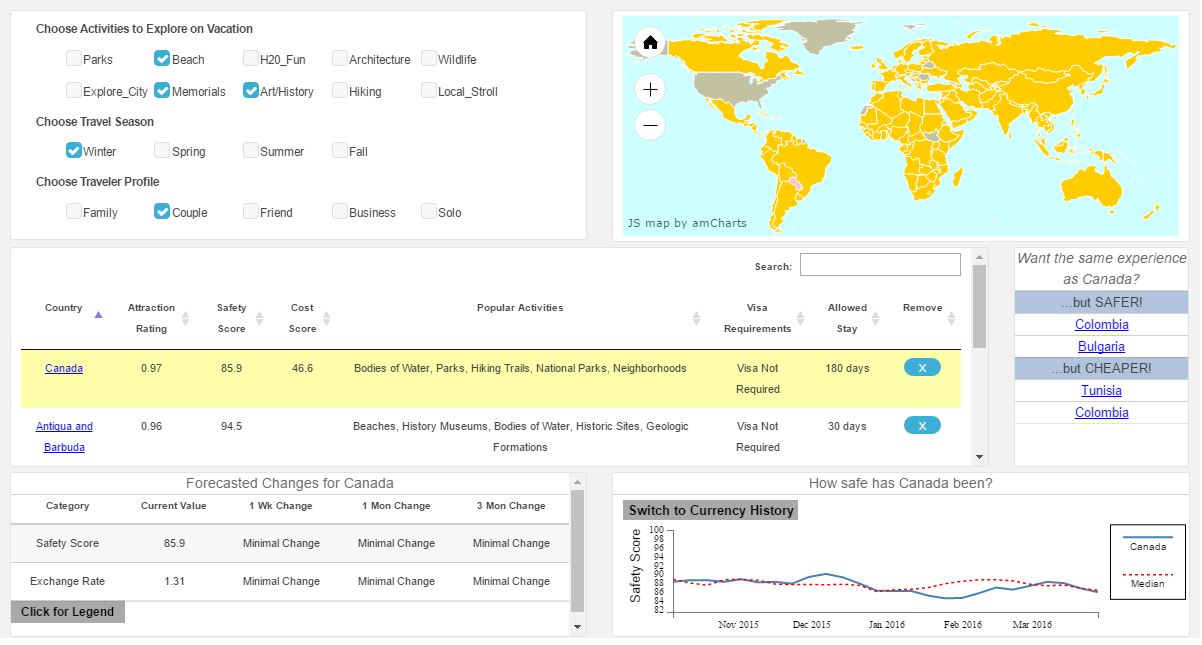 Choose Activities to Explore on Vacation
Parks Beach H20_Fun Architecture Wildlife
Explore_City Memorials Art/History Hiking Local_Stroll
Choose Travel Season
Winter Spring Summer Fall
Choose Traveler Profile
Family Couple Friend Business Solo
JS map by amCharts
Search:
Country Attraction Rating Safety Score Cost Score Popular Activities Visa Requirements Allowed Stay Remove
Canada 0.97 85.9 46.6 Bodies of Water, Parks, Hiking Trails, National Parks, Neighborhoods Visa Not Required 180 days X
Antigua and Barbuda 0.96 94.5 Beaches, History Museums, Bodies of Water, Historic Sites, Geologic Formations Visa Not Required 30 days X
Want the same experience
as Canada?
...but SAFER!
Colombia
Bulgaria
...but CHEAPER!
Tunisia
Colombia
Forecasted Changes for Canada
Category Current Value 1 Wk Change 1 Mon Change 3 Mon Change
Safety Score 85.9 Minimal Change Minimal Change Minimal Change
Exchange Rate 1.31 Minimal Change Minimal Change Minimal Change
Click for Legend
How safe has Canada been?
Switch to Currency History
Safety Score
100
98
96
94
92
90
88
86
84
82
Nov 2015 Dec 2015 Jan 2016 Feb 2016 Mar 2016
Canada
Median